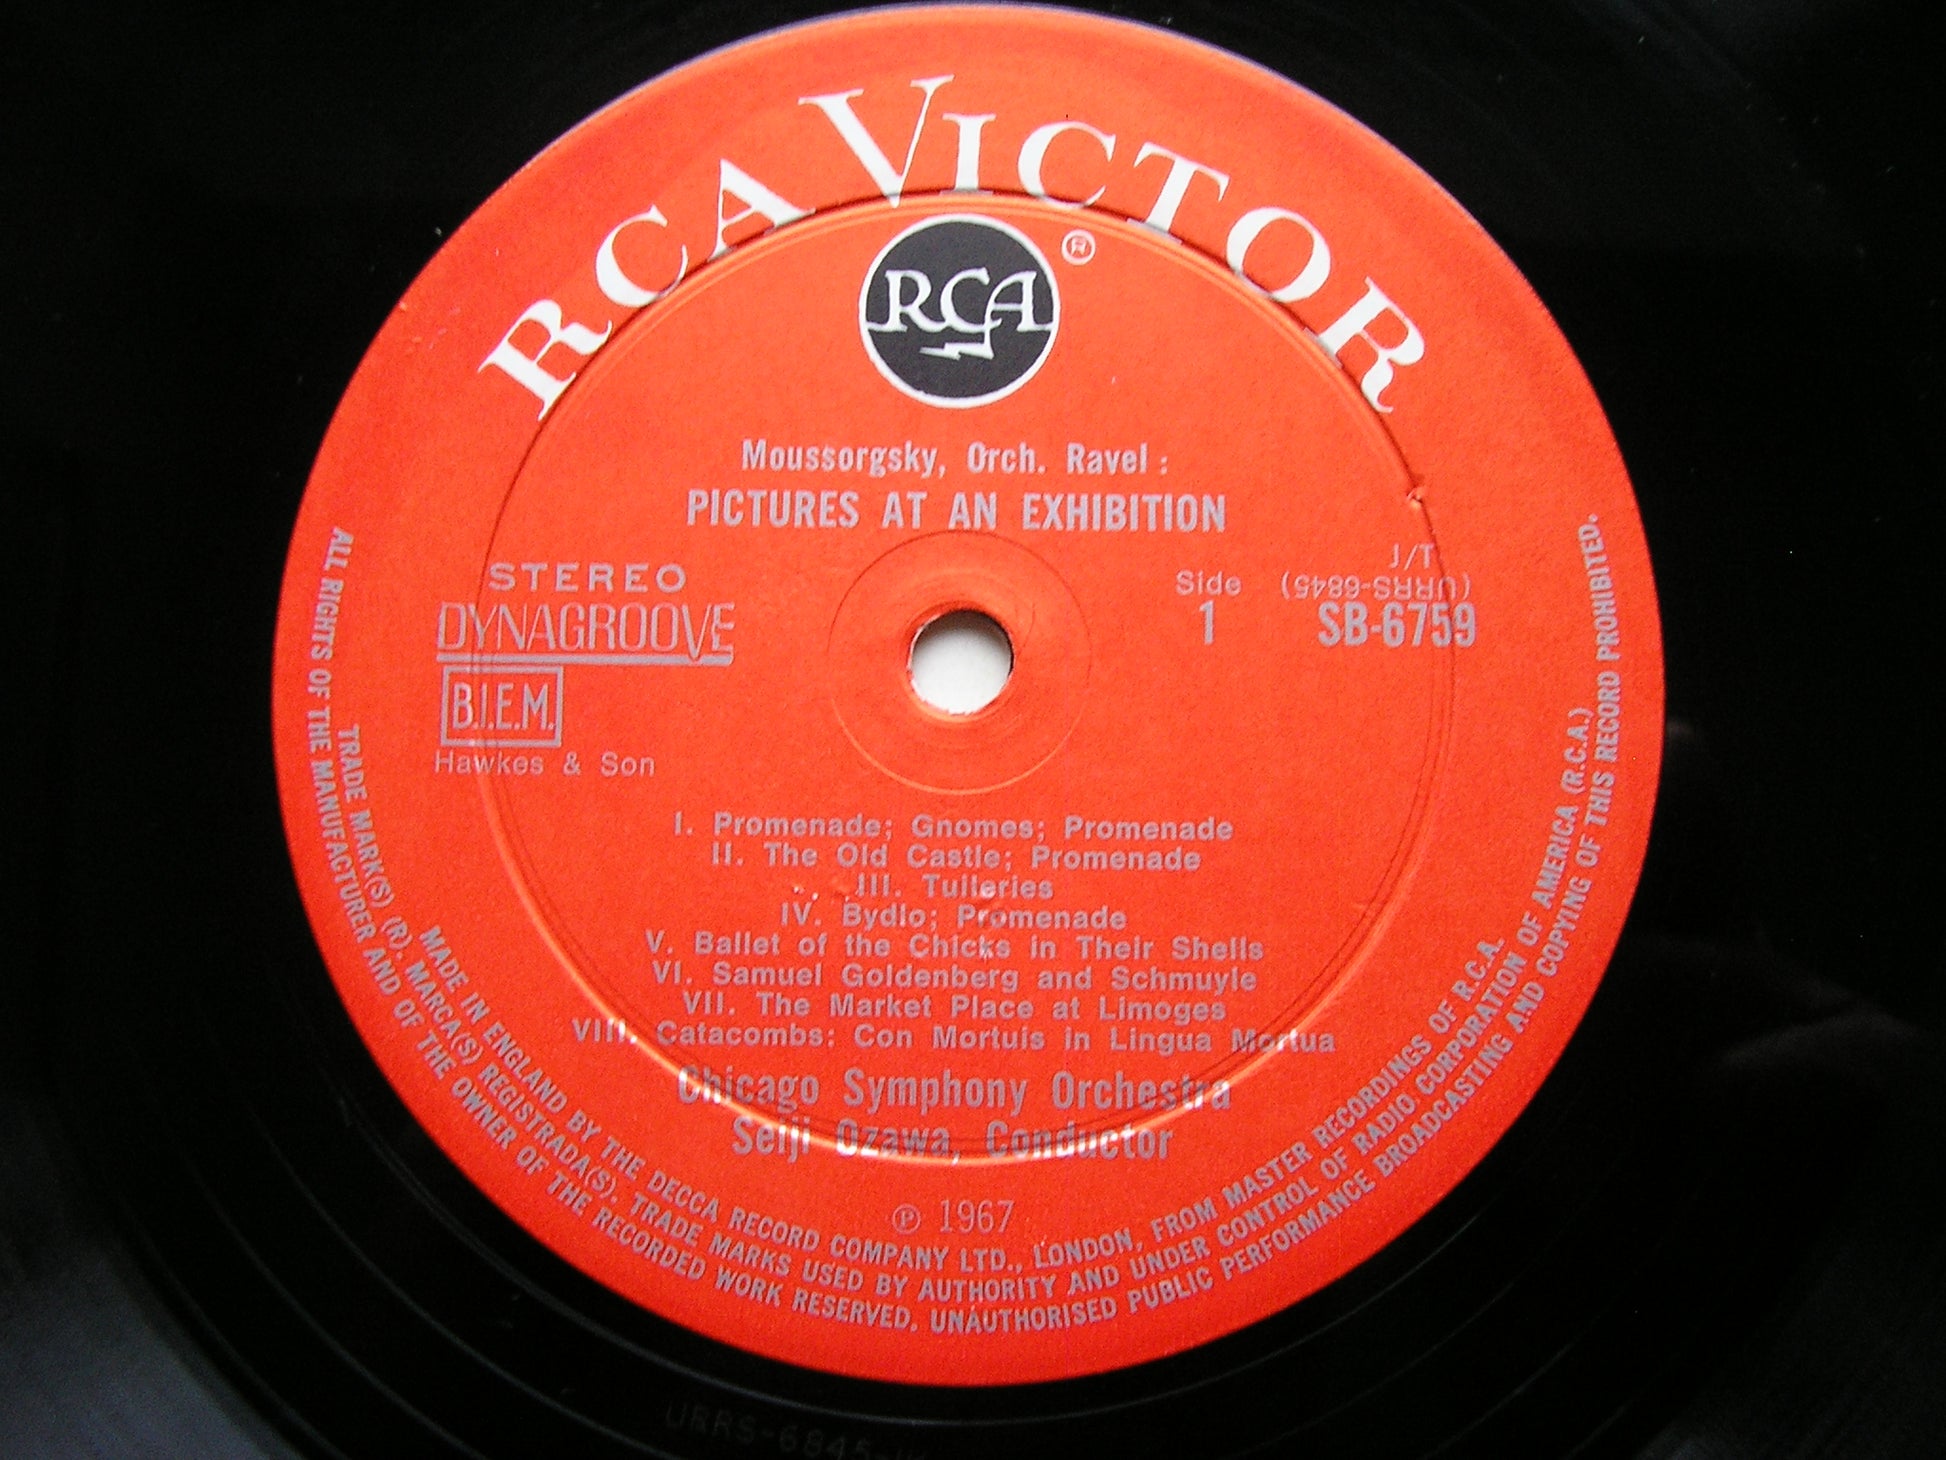 RCA VICTOR
RCA ®
Moussorgsky, Orch. Ravel :
PICTURES AT AN EXHIBITION
STEREO
DYNAGROOVE
B.I.E.M.
Hawkes & Son
J/T
(URRS-6845)
Side
1
SB-6759
I. Promenade; Gnomes; Promenade
II. The Old Castle; Promenade
III. Tuileries
IV. Bydlo; Promenade
V. Ballet of the Chicks in Their Shells
VI. Samuel Goldenberg and Schmuyle
VII. The Market Place at Limoges
VIII. Catacombs: Con Mortuis in Lingua Mortua
Chicago Symphony Orchestra
Seiji Ozawa, Conductor
℗ 1967
MADE IN ENGLAND BY THE DECCA RECORD COMPANY LTD., LONDON, FROM MASTER RECORDINGS OF R.C.A.
TRADE MARK(S) (R). MARCA(S) REGISTRADA(S). TRADE MARKS USED BY AUTHORITY AND UNDER CONTROL OF RADIO CORPORATION OF AMERICA (R.C.A.)
ALL RIGHTS OF THE MANUFACTURER AND OF THE OWNER OF THE RECORDED WORK RESERVED. UNAUTHORISED PUBLIC PERFORMANCE BROADCASTING AND COPYING OF THIS RECORD PROHIBITED.